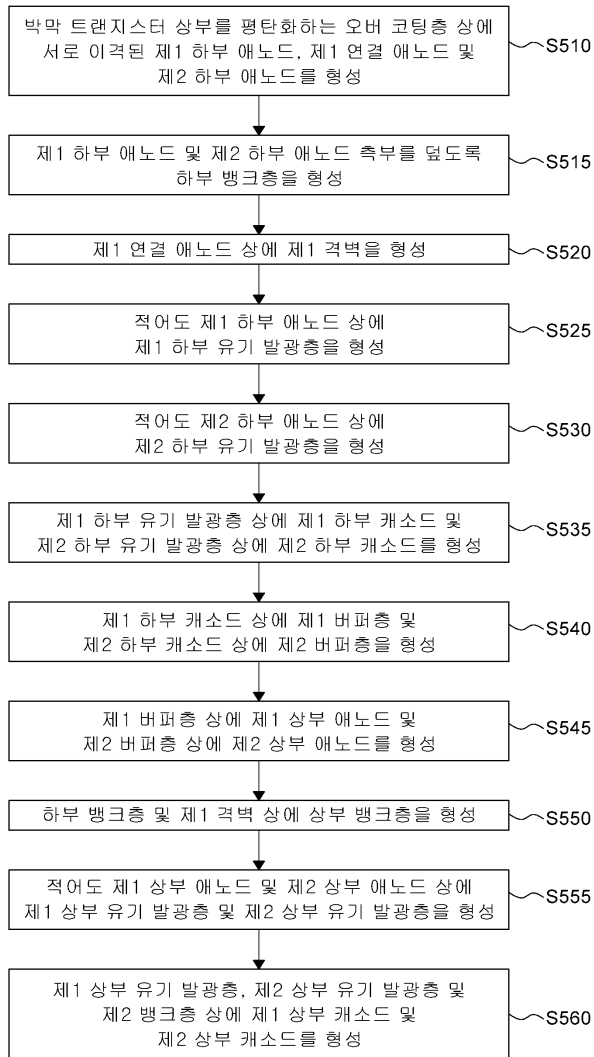 박막 트랜지스터 상부를 평탄화하는 오버 코팅층 상에
서로 이격된 제1 하부 애노드, 제1 연결 애노드 및
제2 하부 애노드를 형성
S510
제1 하부 애노드 및 제2 하부 애노드 측부를 덮도록
하부 뱅크층을 형성
S515
제1 연결 애노드 상에 제1 격벽을 형성
S520
적어도 제1 하부 애노드 상에
제1 하부 유기 발광층을 형성
S525
적어도 제2 하부 애노드 상에
제2 하부 유기 발광층을 형성
S530
제1 하부 유기 발광층 상에 제1 하부 캐소드 및
제2 하부 유기 발광층 상에 제2 하부 캐소드를 형성
S535
제1 하부 캐소드 상에 제1 버퍼층 및
제2 하부 캐소드 상에 제2 버퍼층을 형성
S540
제1 버퍼층 상에 제1 상부 애노드 및
제2 버퍼층 상에 제2 상부 애노드를 형성
S545
하부 뱅크층 및 제1 격벽 상에 상부 뱅크층을 형성
S550
적어도 제1 상부 애노드 및 제2 상부 애노드 상에
제1 상부 유기 발광층 및 제2 상부 유기 발광층을 형성
S555
제1 상부 유기 발광층, 제2 상부 유기 발광층 및
제2 뱅크층 상에 제1 상부 캐소드 및
제2 상부 캐소드를 형성
S560